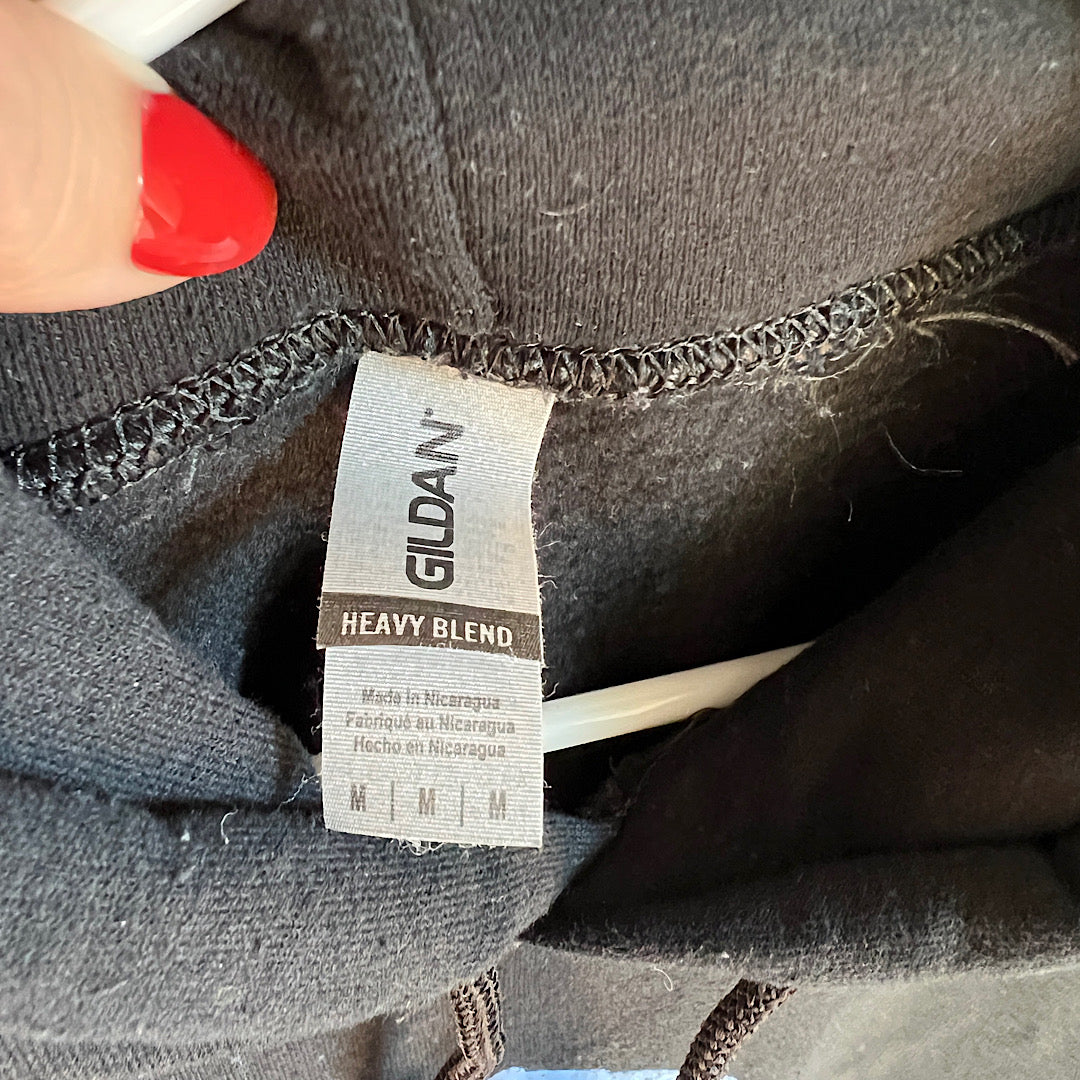 GILDAN®
HEAVY BLEND
Made in Nicaragua
Fabriqué au Nicaragua
Hecho en Nicaragua
M | M | M